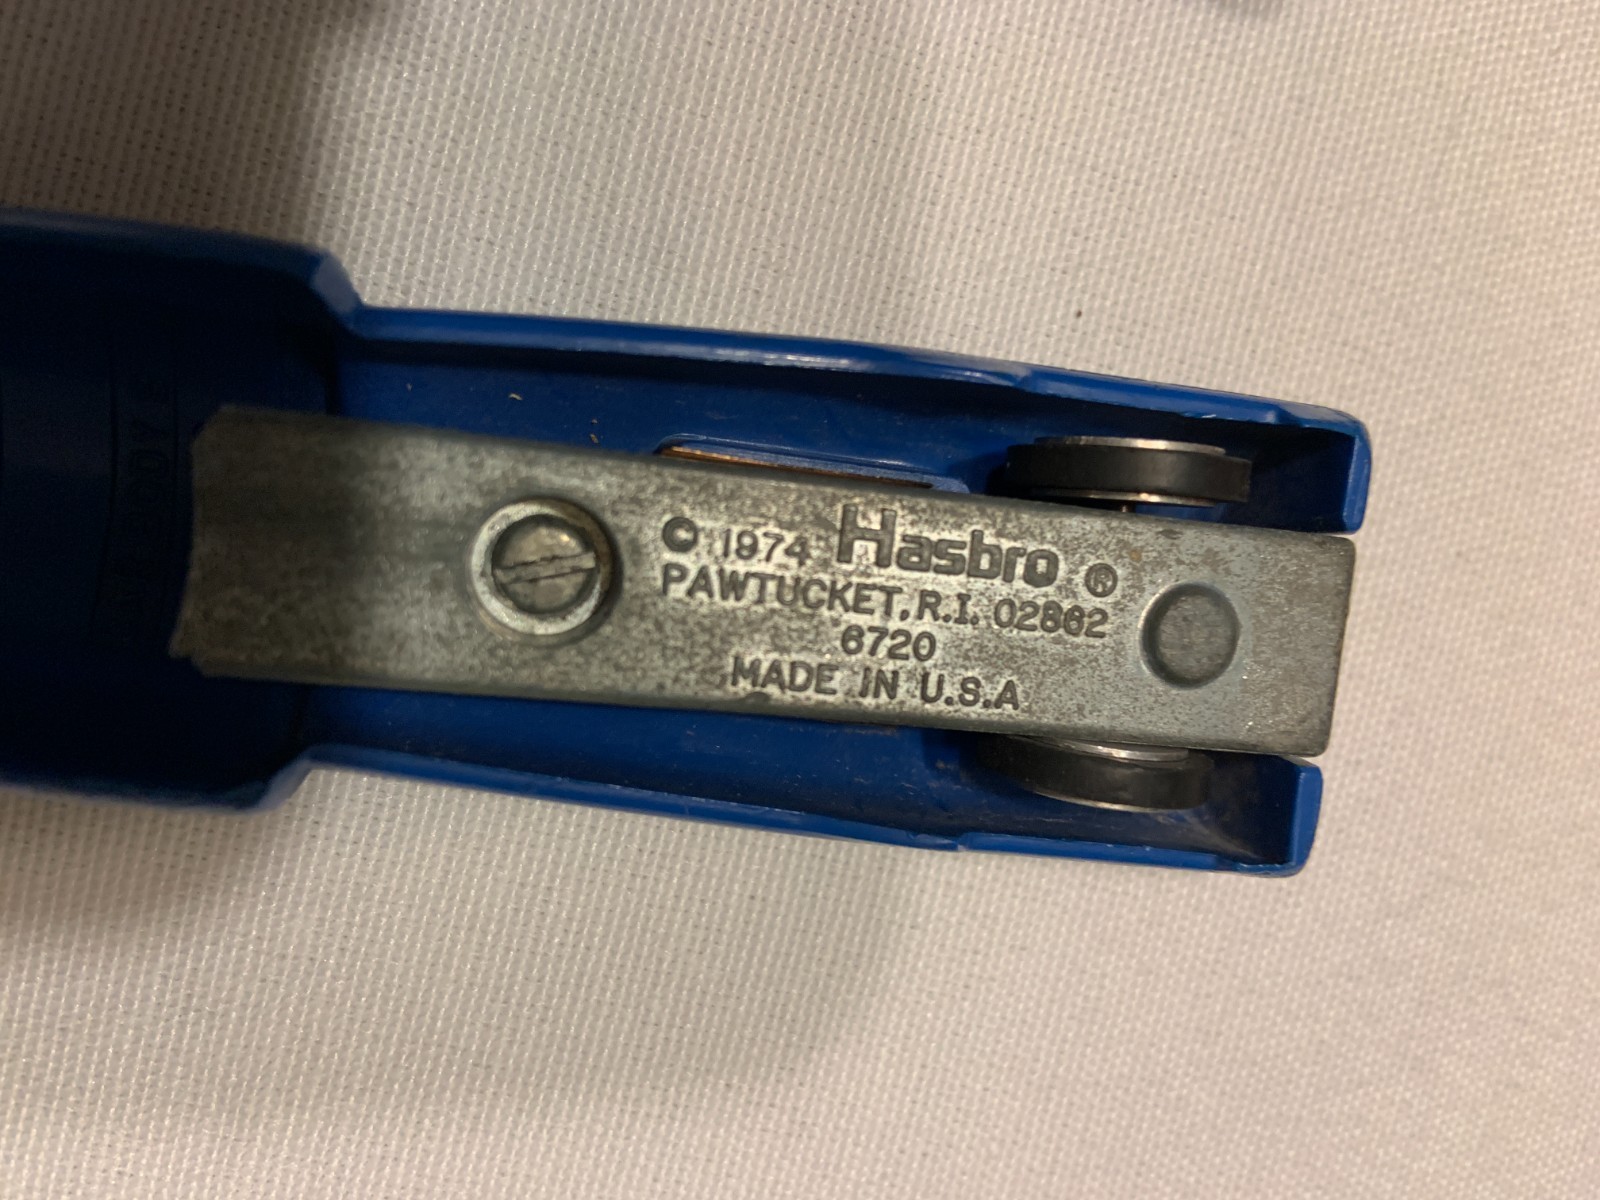 © 1974 Hasbro ®
PAWTUCKET, R.I. 02862
6720
MADE IN U.S.A